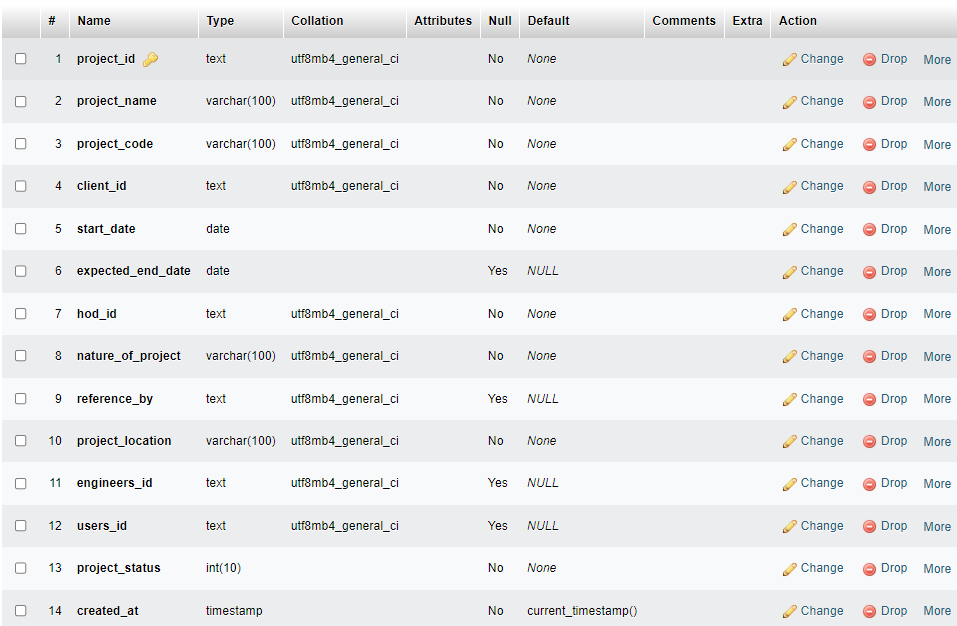 # Name Type Collation Attributes Null Default Comments Extra Action
1 project_id text utf8mb4_general_ci No None Change Drop More
2 project_name varchar(100) utf8mb4_general_ci No None Change Drop More
3 project_code varchar(100) utf8mb4_general_ci No None Change Drop More
4 client_id text utf8mb4_general_ci No None Change Drop More
5 start_date date No None Change Drop More
6 expected_end_date date Yes NULL Change Drop More
7 hod_id text utf8mb4_general_ci No None Change Drop More
8 nature_of_project varchar(100) utf8mb4_general_ci No None Change Drop More
9 reference_by text utf8mb4_general_ci Yes NULL Change Drop More
10 project_location varchar(100) utf8mb4_general_ci No None Change Drop More
11 engineers_id text utf8mb4_general_ci Yes NULL Change Drop More
12 users_id text utf8mb4_general_ci Yes NULL Change Drop More
13 project_status int(10) No None Change Drop More
14 created_at timestamp No current_timestamp() Change Drop More